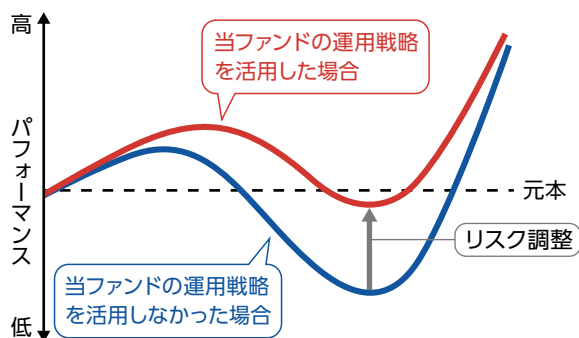 高
当ファンドの運用戦略
を活用した場合
パフォーマンス
元本
リスク調整
当ファンドの運用戦略
を活用しなかった場合
低